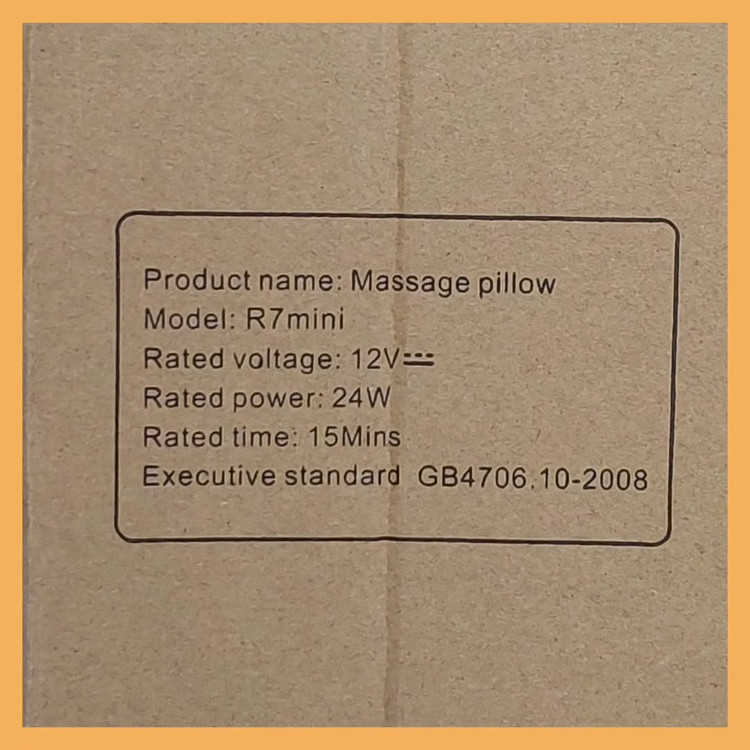 Product name: Massage pillow
Model: R7mini
Rated voltage: 12V⎓
Rated power: 24W
Rated time: 15Mins
Executive standard GB4706.10-2008